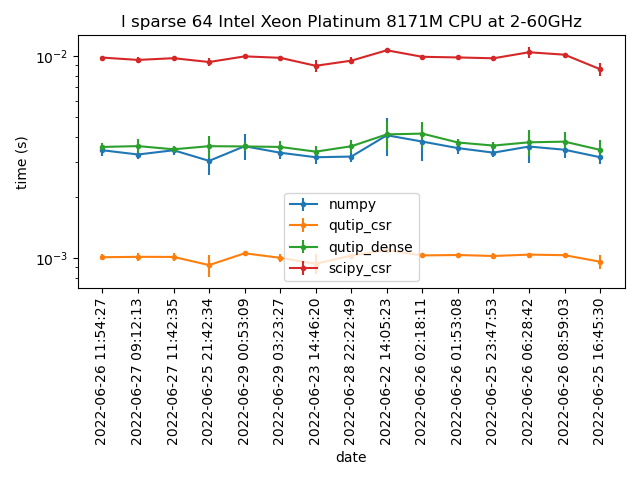 I sparse 64 Intel Xeon Platinum 8171M CPU at 2-60GHz
10⁻²
10⁻³
time (s)
numpy
qutip_csr
qutip_dense
scipy_csr
2022-06-26 11:54:27
2022-06-27 09:12:13
2022-06-27 11:42:35
2022-06-25 21:42:34
2022-06-29 00:53:09
2022-06-29 03:23:27
2022-06-23 14:46:20
2022-06-28 22:22:49
2022-06-22 14:05:23
2022-06-26 02:18:11
2022-06-26 01:53:08
2022-06-25 23:47:53
2022-06-26 06:28:42
2022-06-26 08:59:03
2022-06-25 16:45:30
date